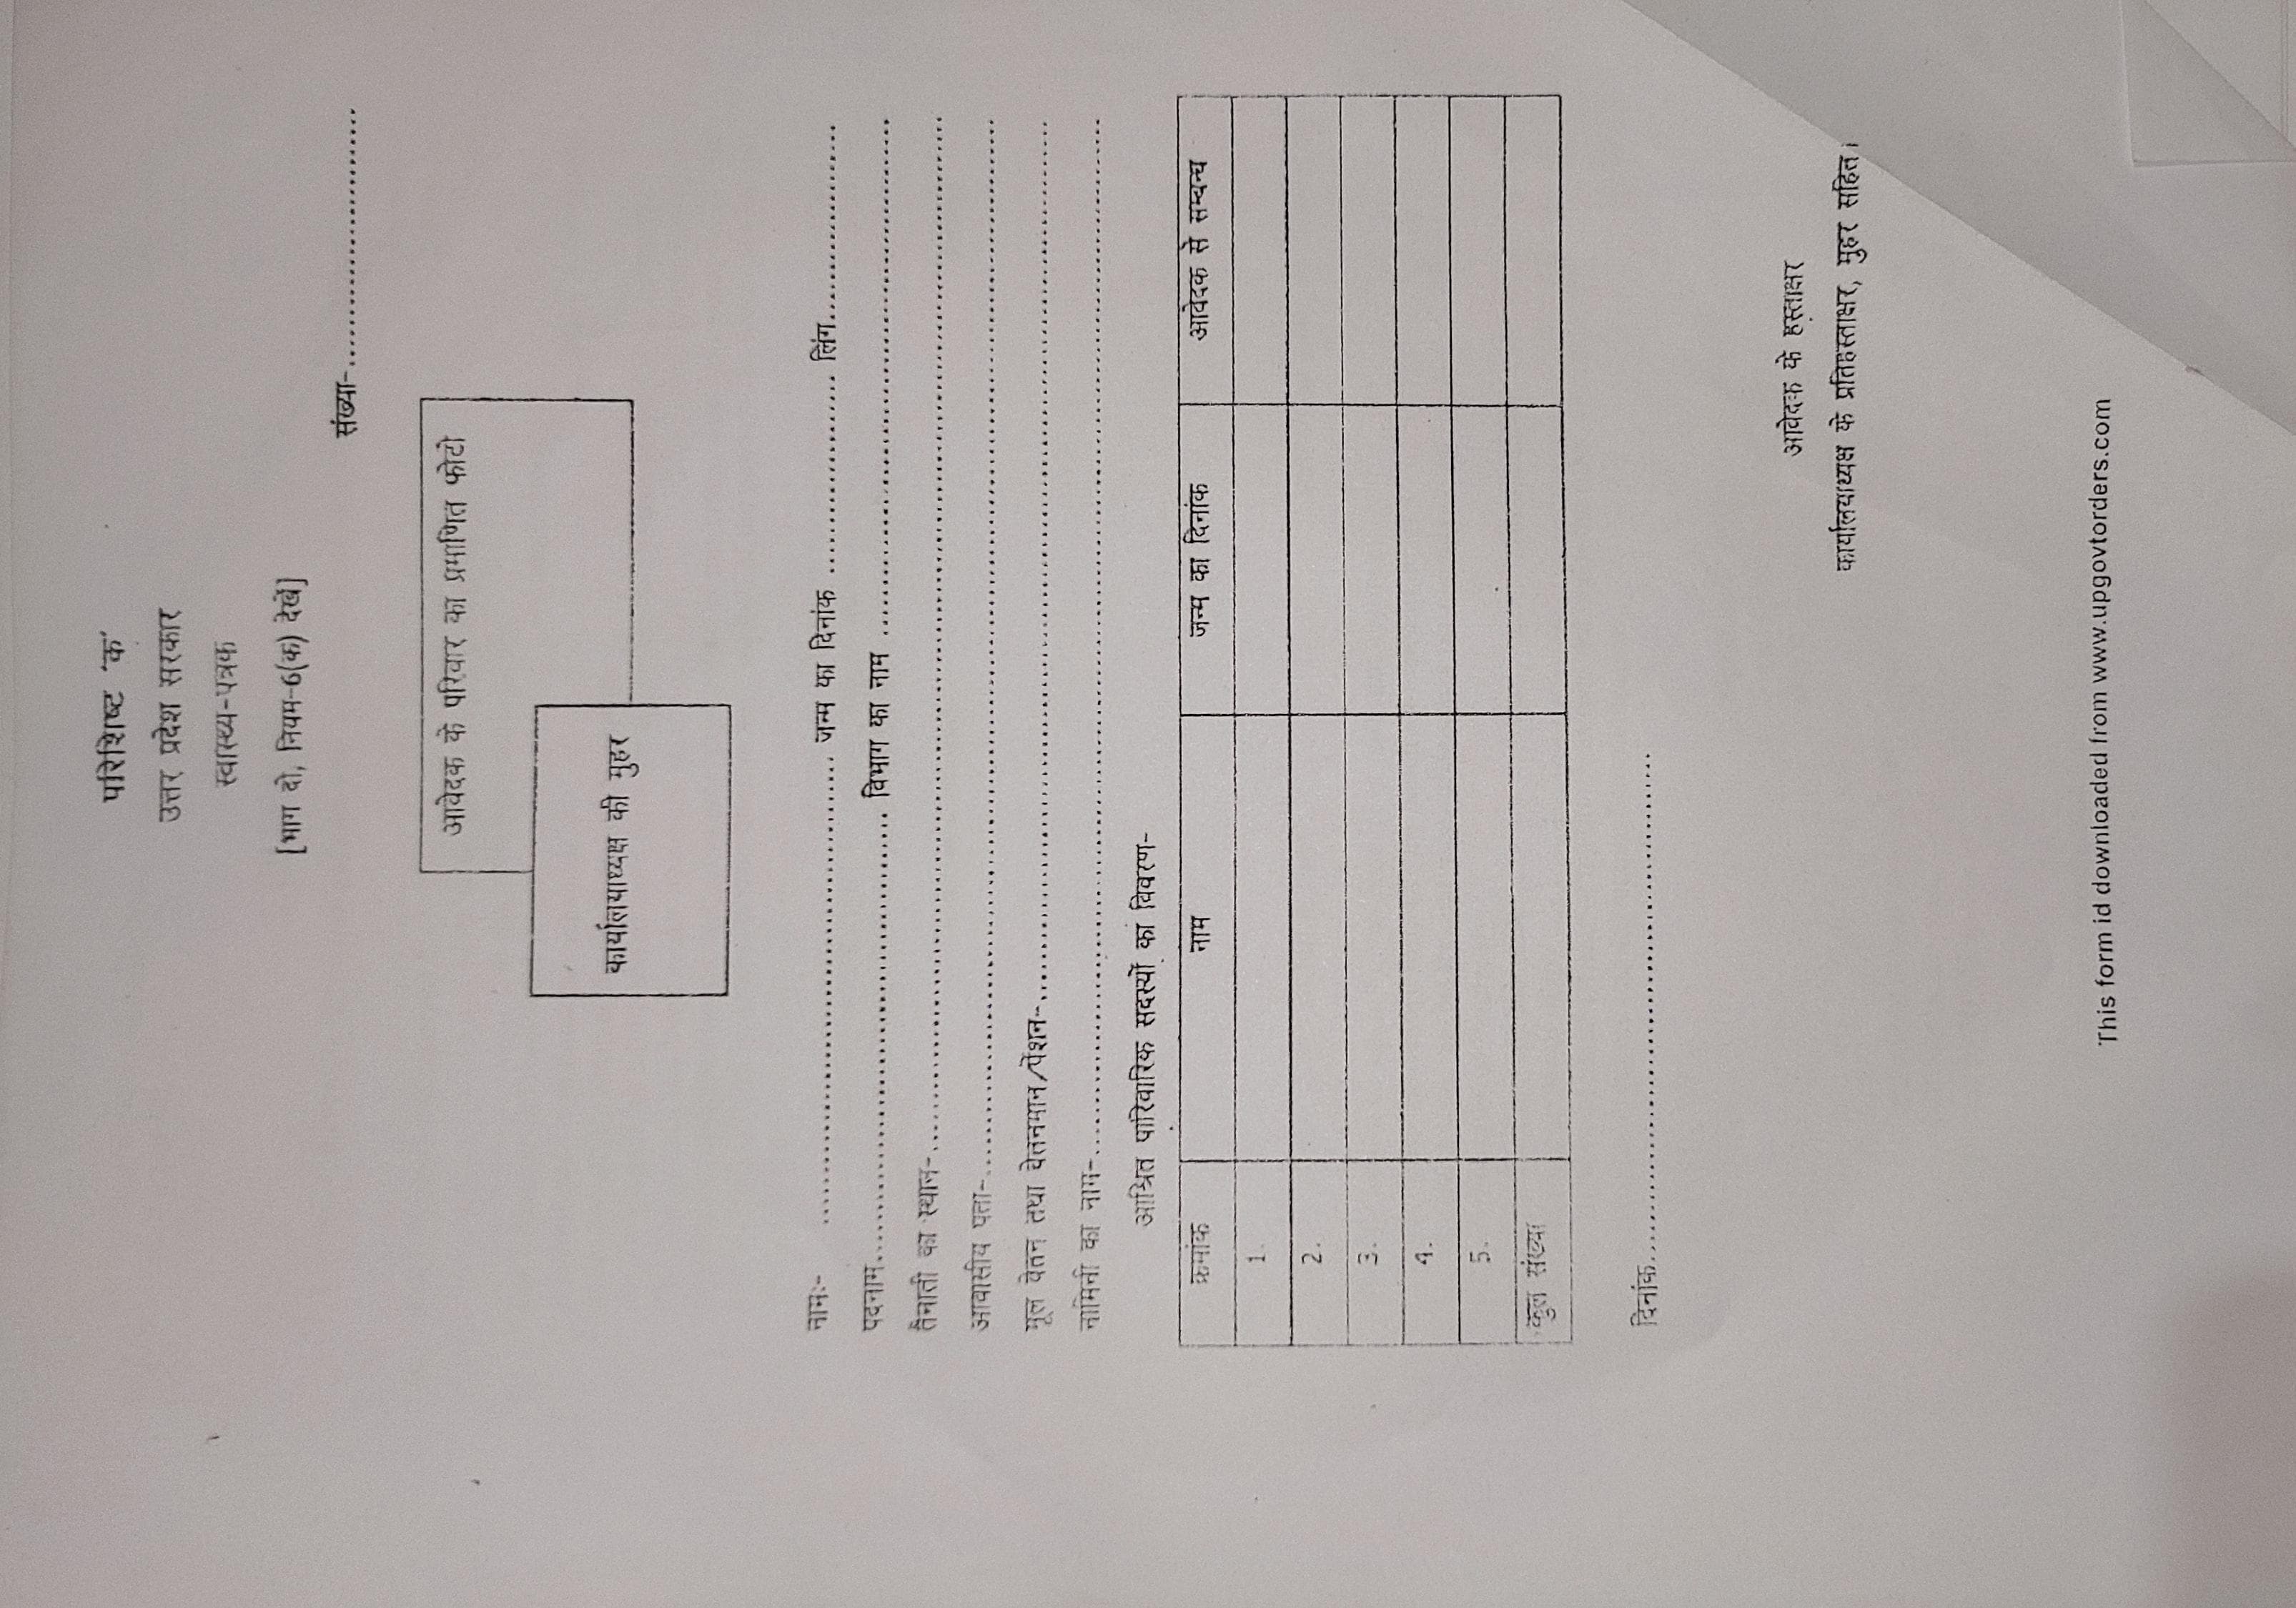 परिशिष्ट 'क'
उत्तर प्रदेश सरकार
स्वास्थ्य-पत्रक
[भाग दो, नियम-6(क) देखें]
संख्या-..............................
आवेदक के परिवार का प्रमाणित फोटो
कार्यालयाध्यक्ष की मुहर
नामः- .............................................. जन्म का दिनांक ...................... लिंग......................
पदनाम.............................................. विभाग का नाम ..............................................
तैनाती का स्थान-............................................................................................
आवासीय पता-............................................................................................
मूल वेतन तथा वेतनमान/पेंशन-............................................................................
नामिनी का नाम-............................................................................................
आश्रित पारिवारिक सदस्यों का विवरण-
क्रमांक नाम जन्म का दिनांक आवेदक से सम्बन्ध
1.
2.
3.
4.
5.
कुल संख्या
दिनांक..........................................................
आवेदक के हस्ताक्षर
कार्यालयाध्यक्ष के प्रतिहस्ताक्षर, मुहर सहित।
This form id downloaded from www.upgovtorders.com